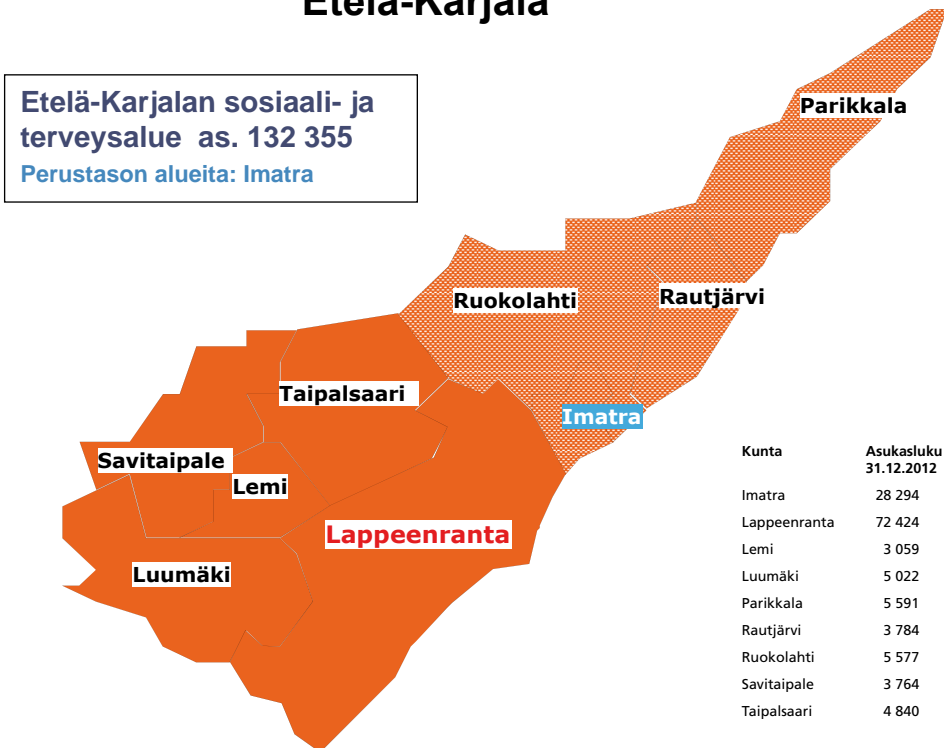 Etelä-Karjala
Etelä-Karjalan sosiaali- ja
terveysalue as. 132 355
Perustason alueita: Imatra
Parikkala
Ruokolahti
Rautjärvi
Taipalsaari
Imatra
Savitaipale
Lemi
Lappeenranta
Luumäki
Kunta Asukasluku
31.12.2012
Imatra 28 294
Lappeenranta 72 424
Lemi 3 059
Luumäki 5 022
Parikkala 5 591
Rautjärvi 3 784
Ruokolahti 5 577
Savitaipale 3 764
Taipalsaari 4 840